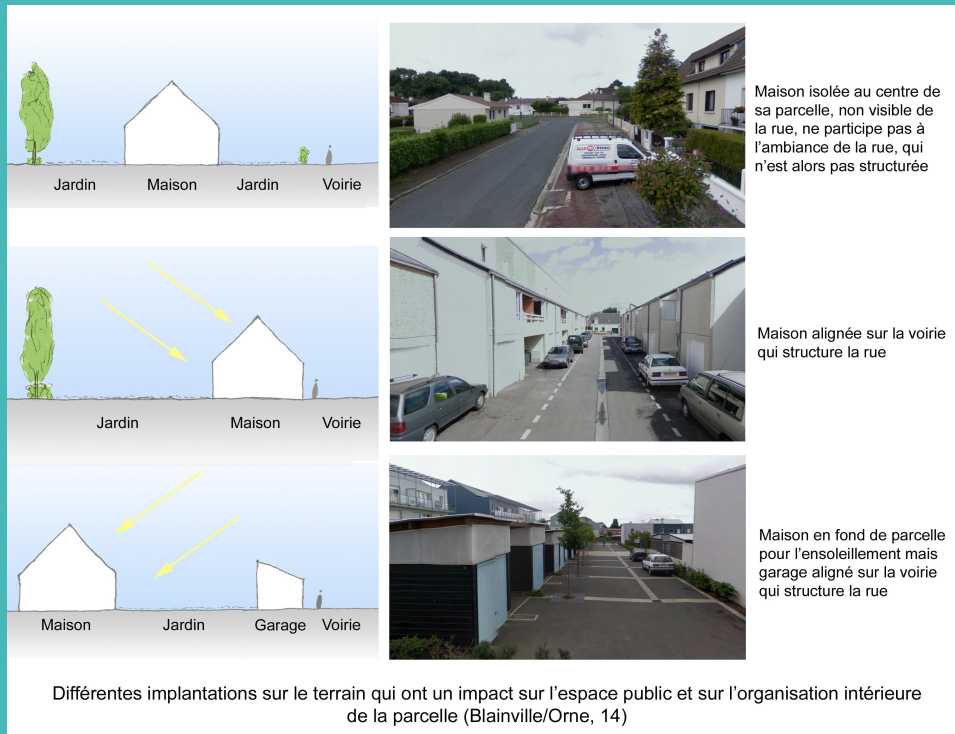 Jardin Maison Jardin Voirie
Maison isolée au centre de
sa parcelle, non visible de
la rue, ne participe pas à
l'ambiance de la rue, qui
n'est alors pas structurée
Jardin Maison Voirie
Maison alignée sur la voirie
qui structure la rue
Maison Jardin Garage Voirie
Maison en fond de parcelle
pour l'ensoleillement mais
garage aligné sur la voirie
qui structure la rue
Différentes implantations sur le terrain qui ont un impact sur l'espace public et sur l'organisation intérieure
de la parcelle (Blainville/Orne, 14)